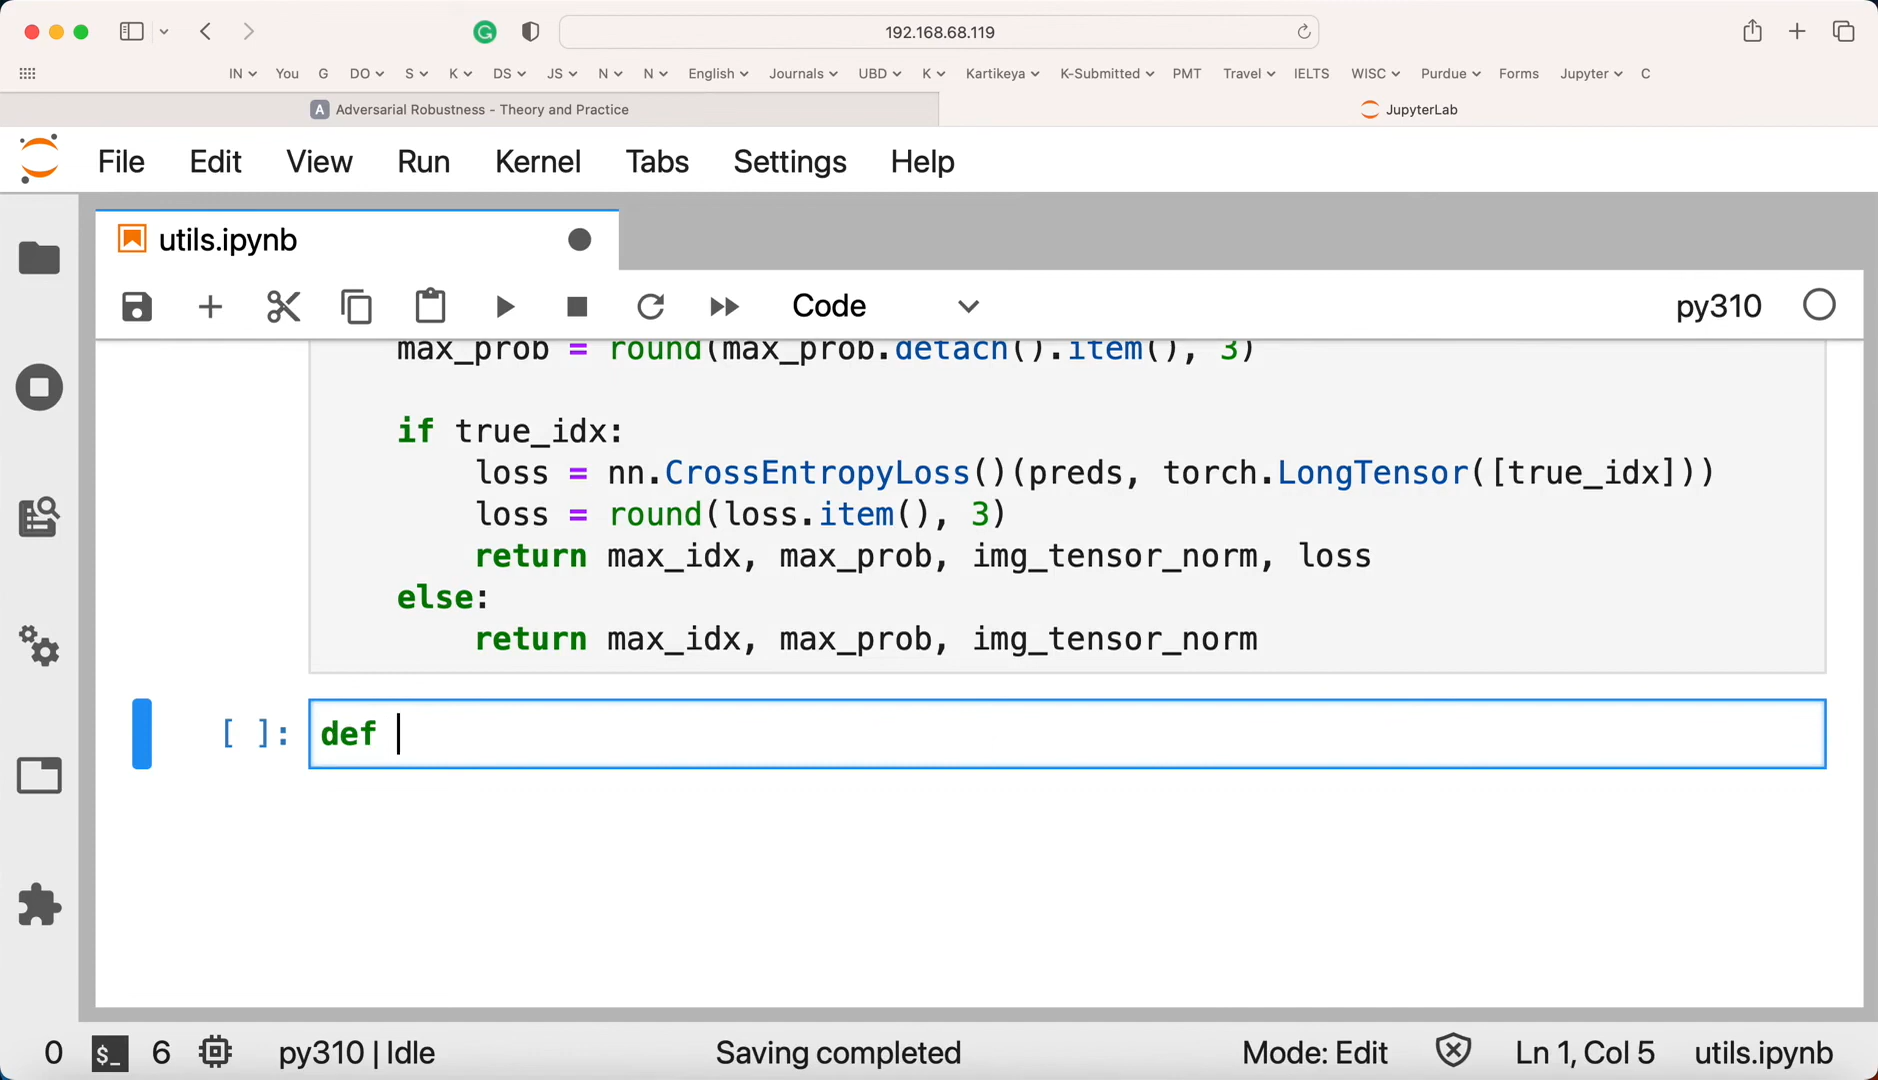 192.168.68.119
IN You G DO S K DS JS N N English Journals UBD K Kartikeya K-Submitted PMT Travel IELTS WISC Purdue Forms Jupyter C
A Adversarial Robustness - Theory and Practice JupyterLab
File Edit View Run Kernel Tabs Settings Help
utils.ipynb
Code py310
max_prob = round(max_prob.detach().item(), 3)
if true_idx:
loss = nn.CrossEntropyLoss()(preds, torch.LongTensor([true_idx]))
loss = round(loss.item(), 3)
return max_idx, max_prob, img_tensor_norm, loss
else:
return max_idx, max_prob, img_tensor_norm
[ ]: def
0 $_ 6 py310 | Idle Saving completed Mode: Edit Ln 1, Col 5 utils.ipynb